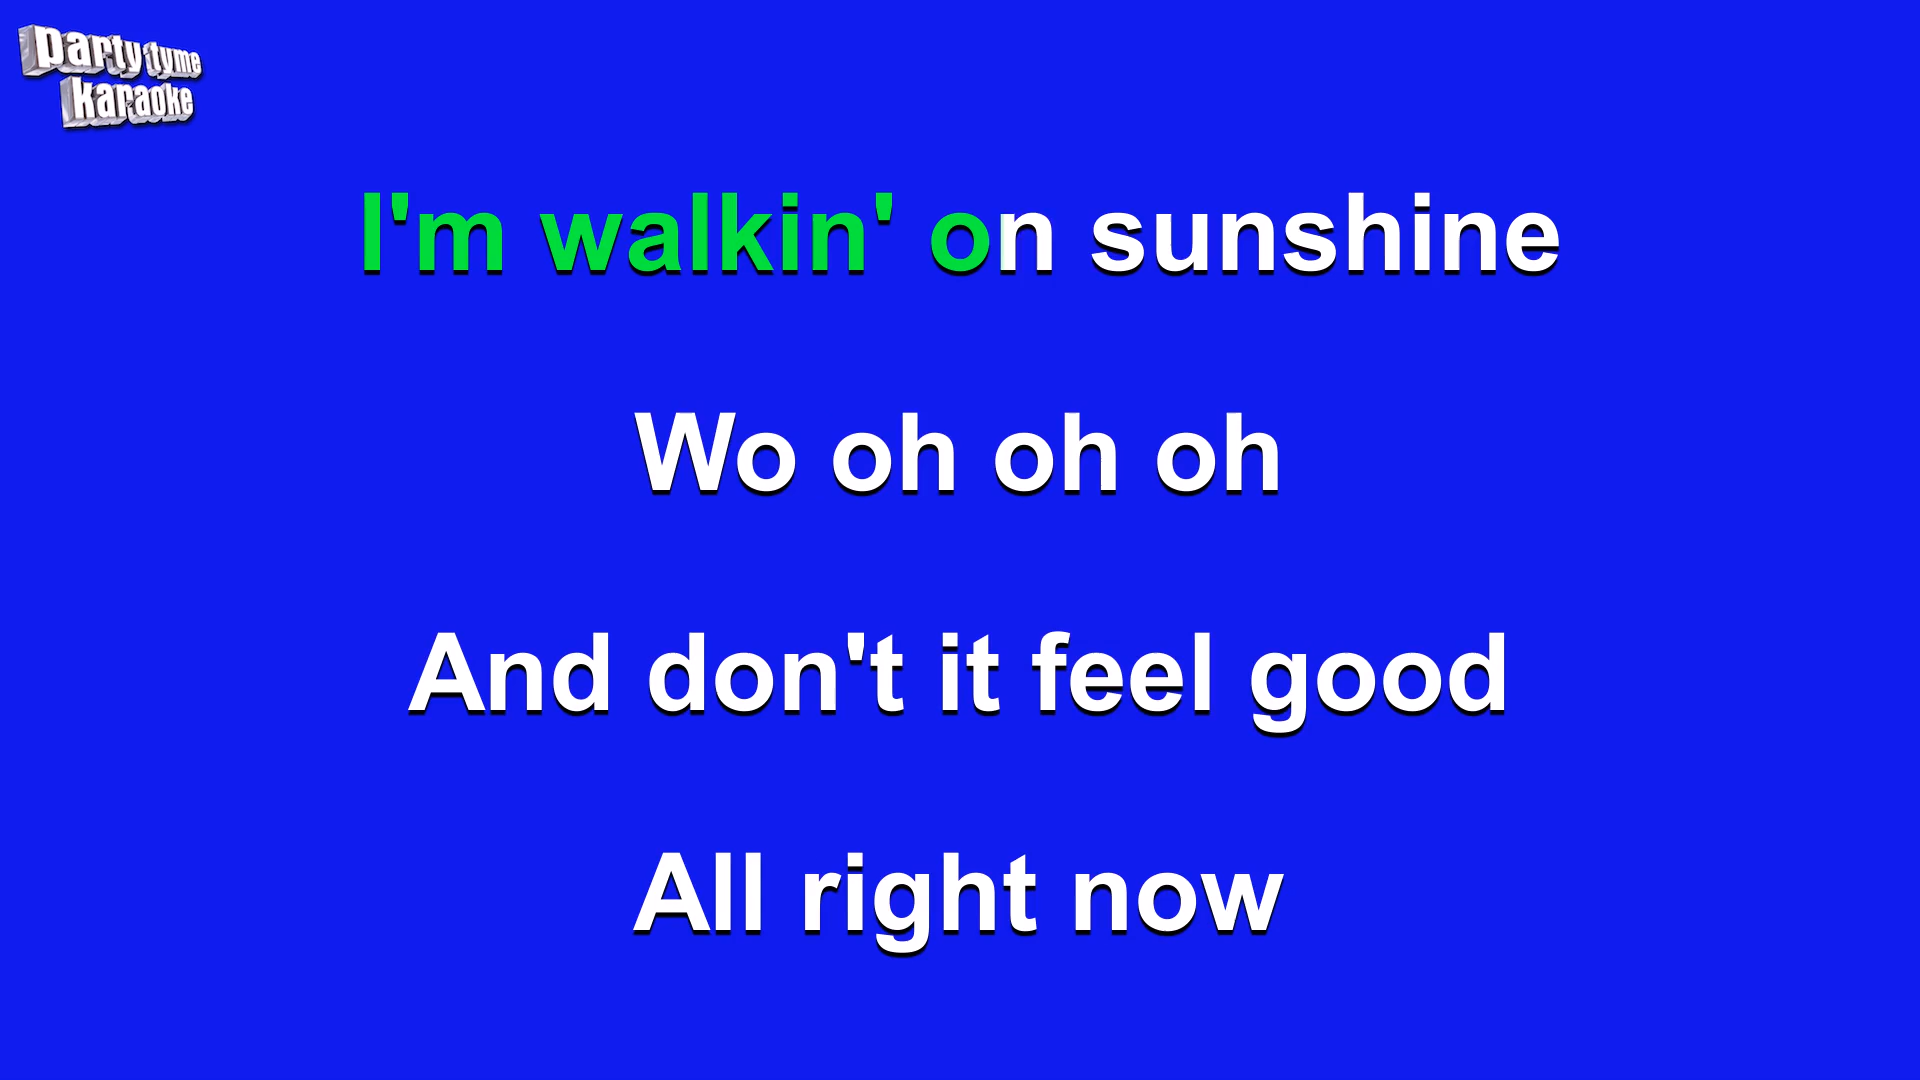 party tyme
karaoke
I'm walkin' on sunshine
Wo oh oh oh
And don't it feel good
All right now